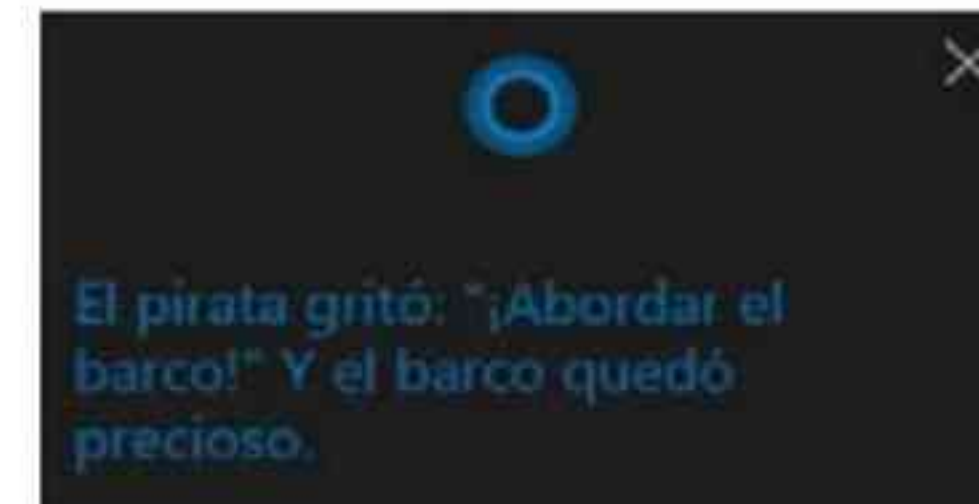 El pirata gritó: "¡Abordar el
barco!" Y el barco quedó
precioso.